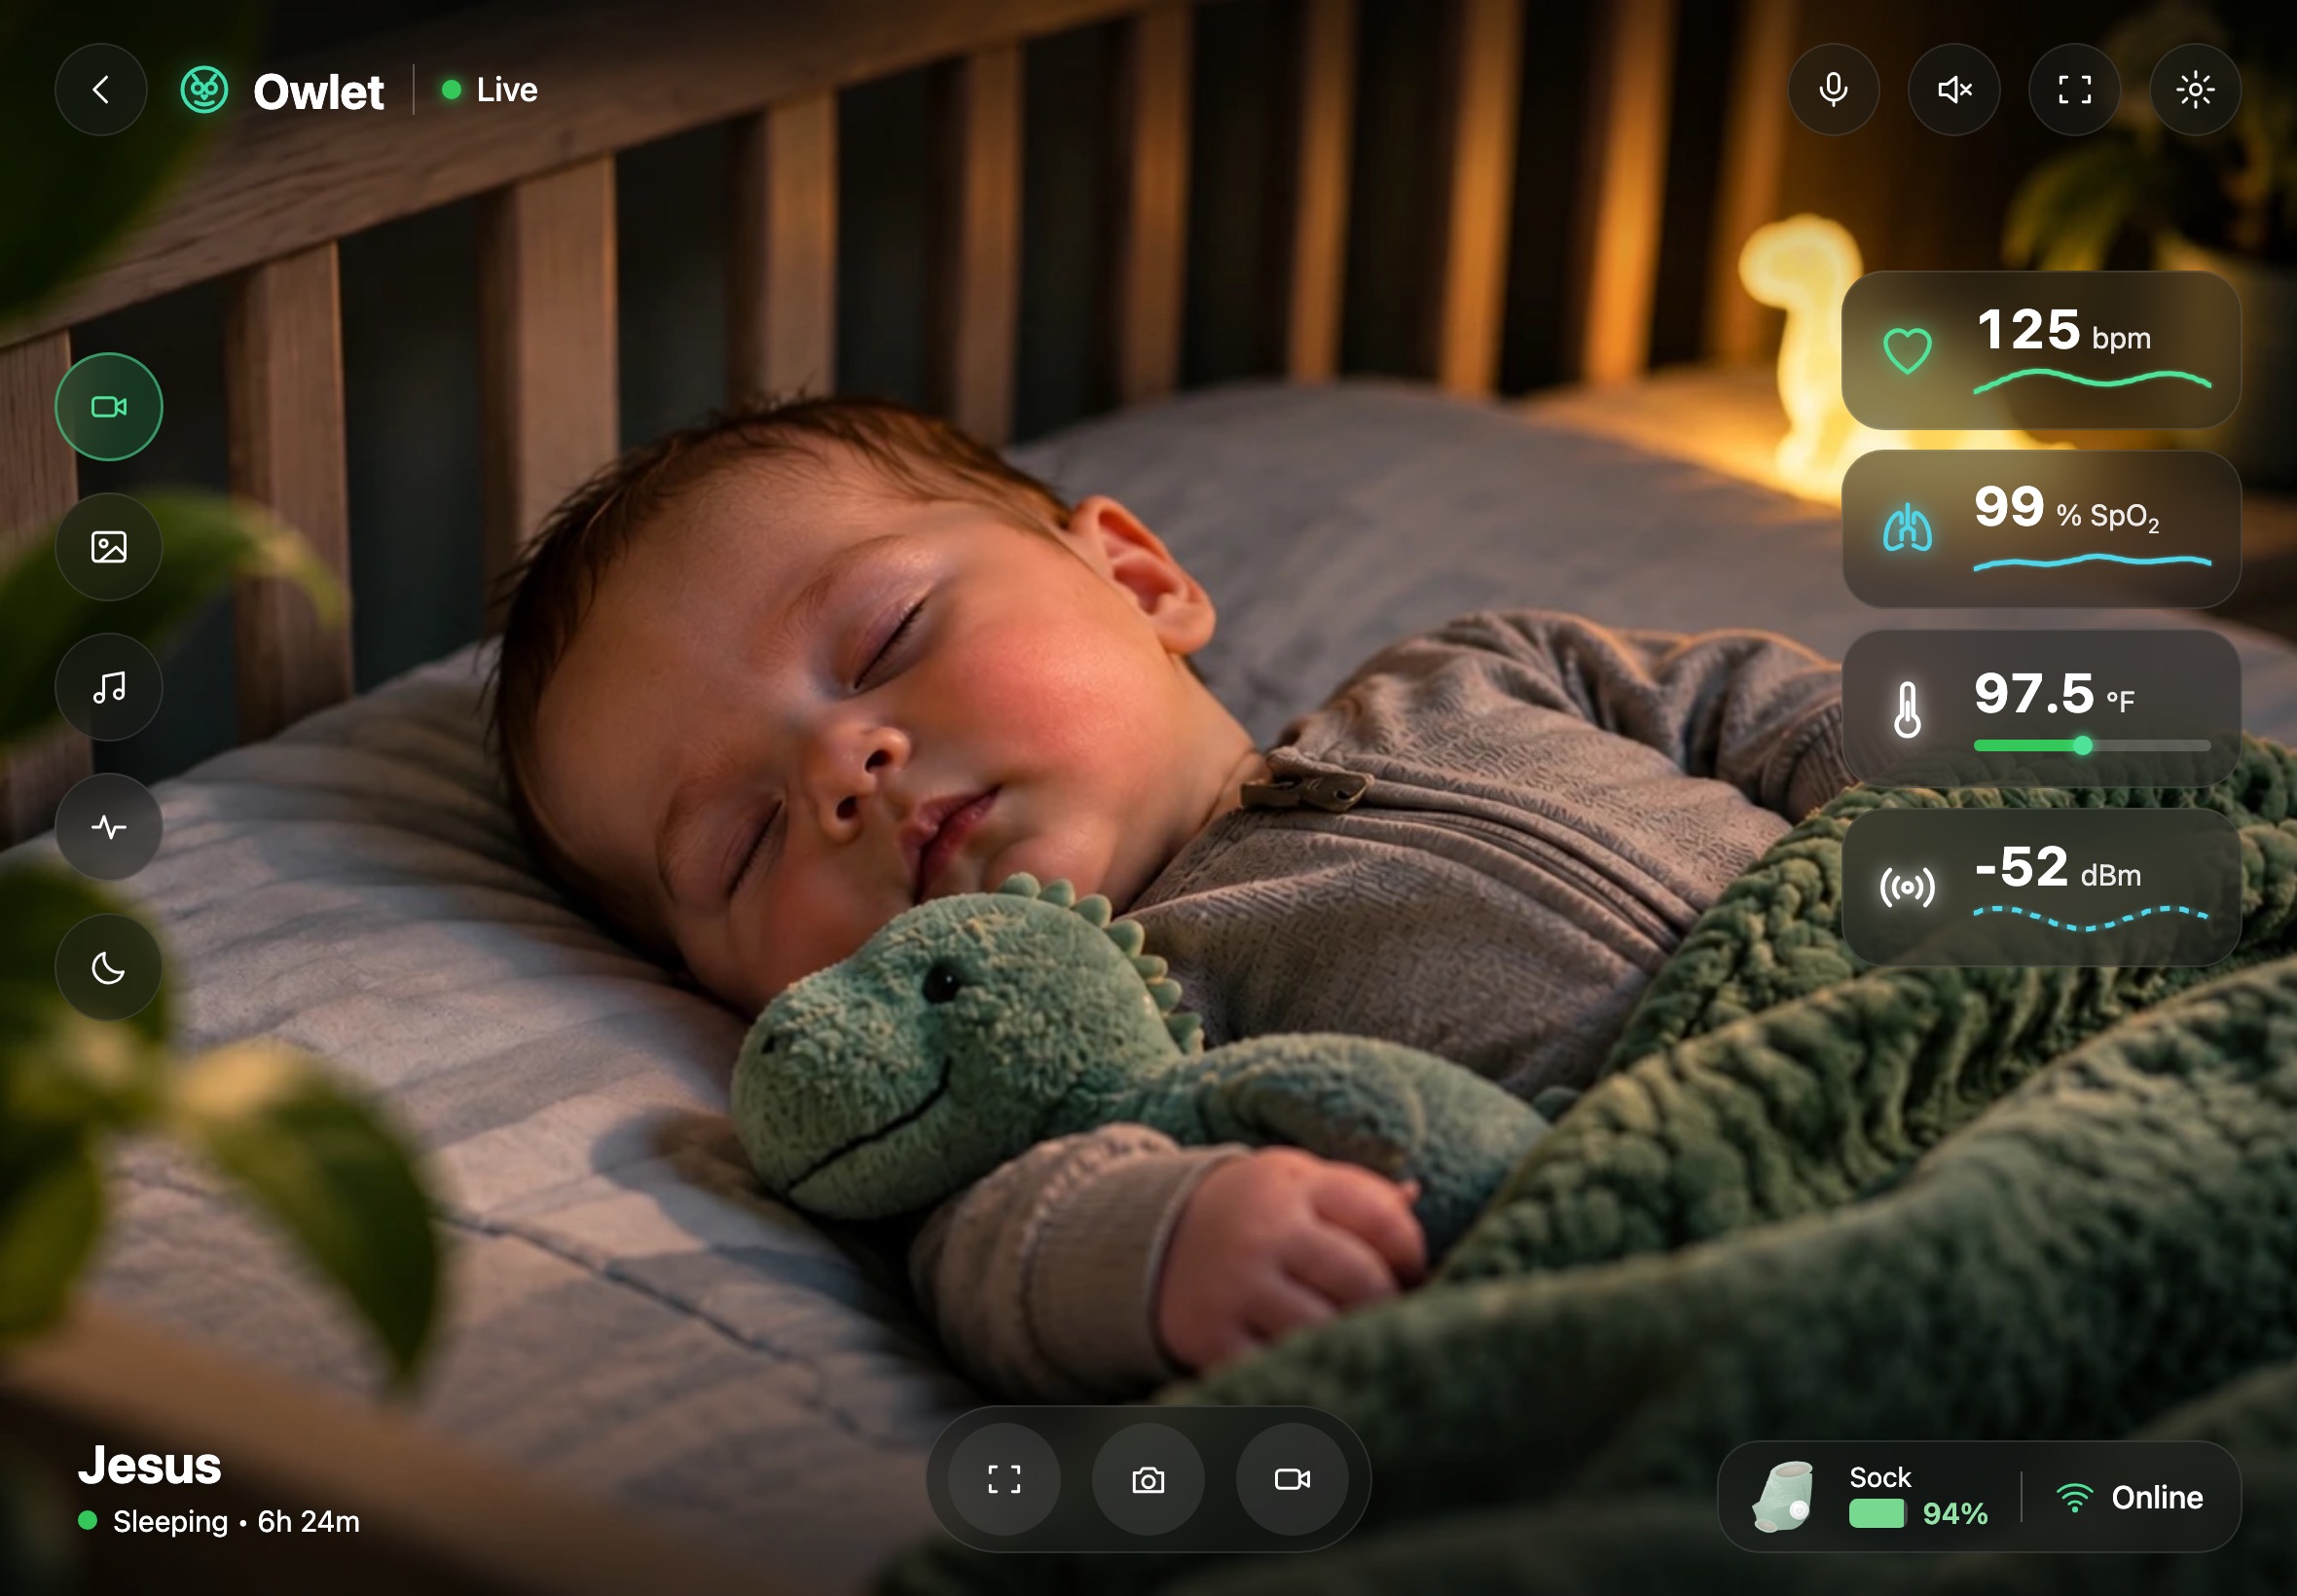 Owlet
Live
125 bpm
99 % SpO₂
97.5 °F
-52 dBm
Jesus
Sleeping • 6h 24m
Sock
94%
Online